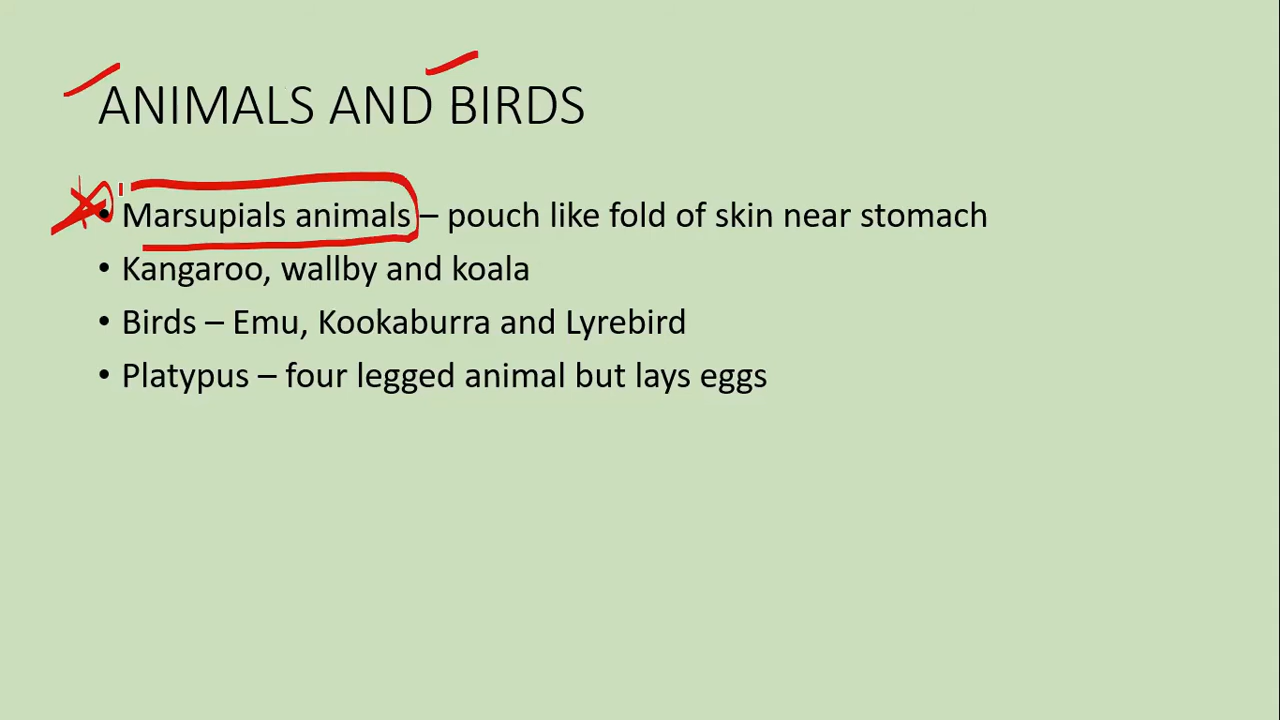 ANIMALS AND BIRDS
• Marsupials animals – pouch like fold of skin near stomach
• Kangaroo, wallby and koala
• Birds – Emu, Kookaburra and Lyrebird
• Platypus – four legged animal but lays eggs